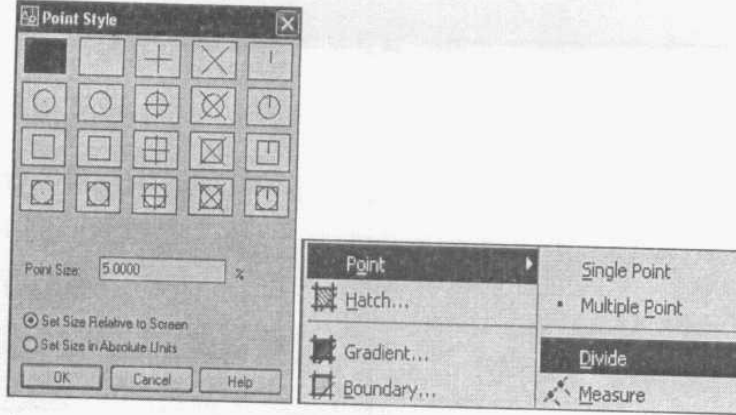 Point Style
Point Size: 5.0000 %
Set Size Relative to Screen
Set Size in Absolute Units
OK Cancel Help
Point
Hatch...
Gradient...
Boundary...
Single Point
Multiple Point
Divide
Measure